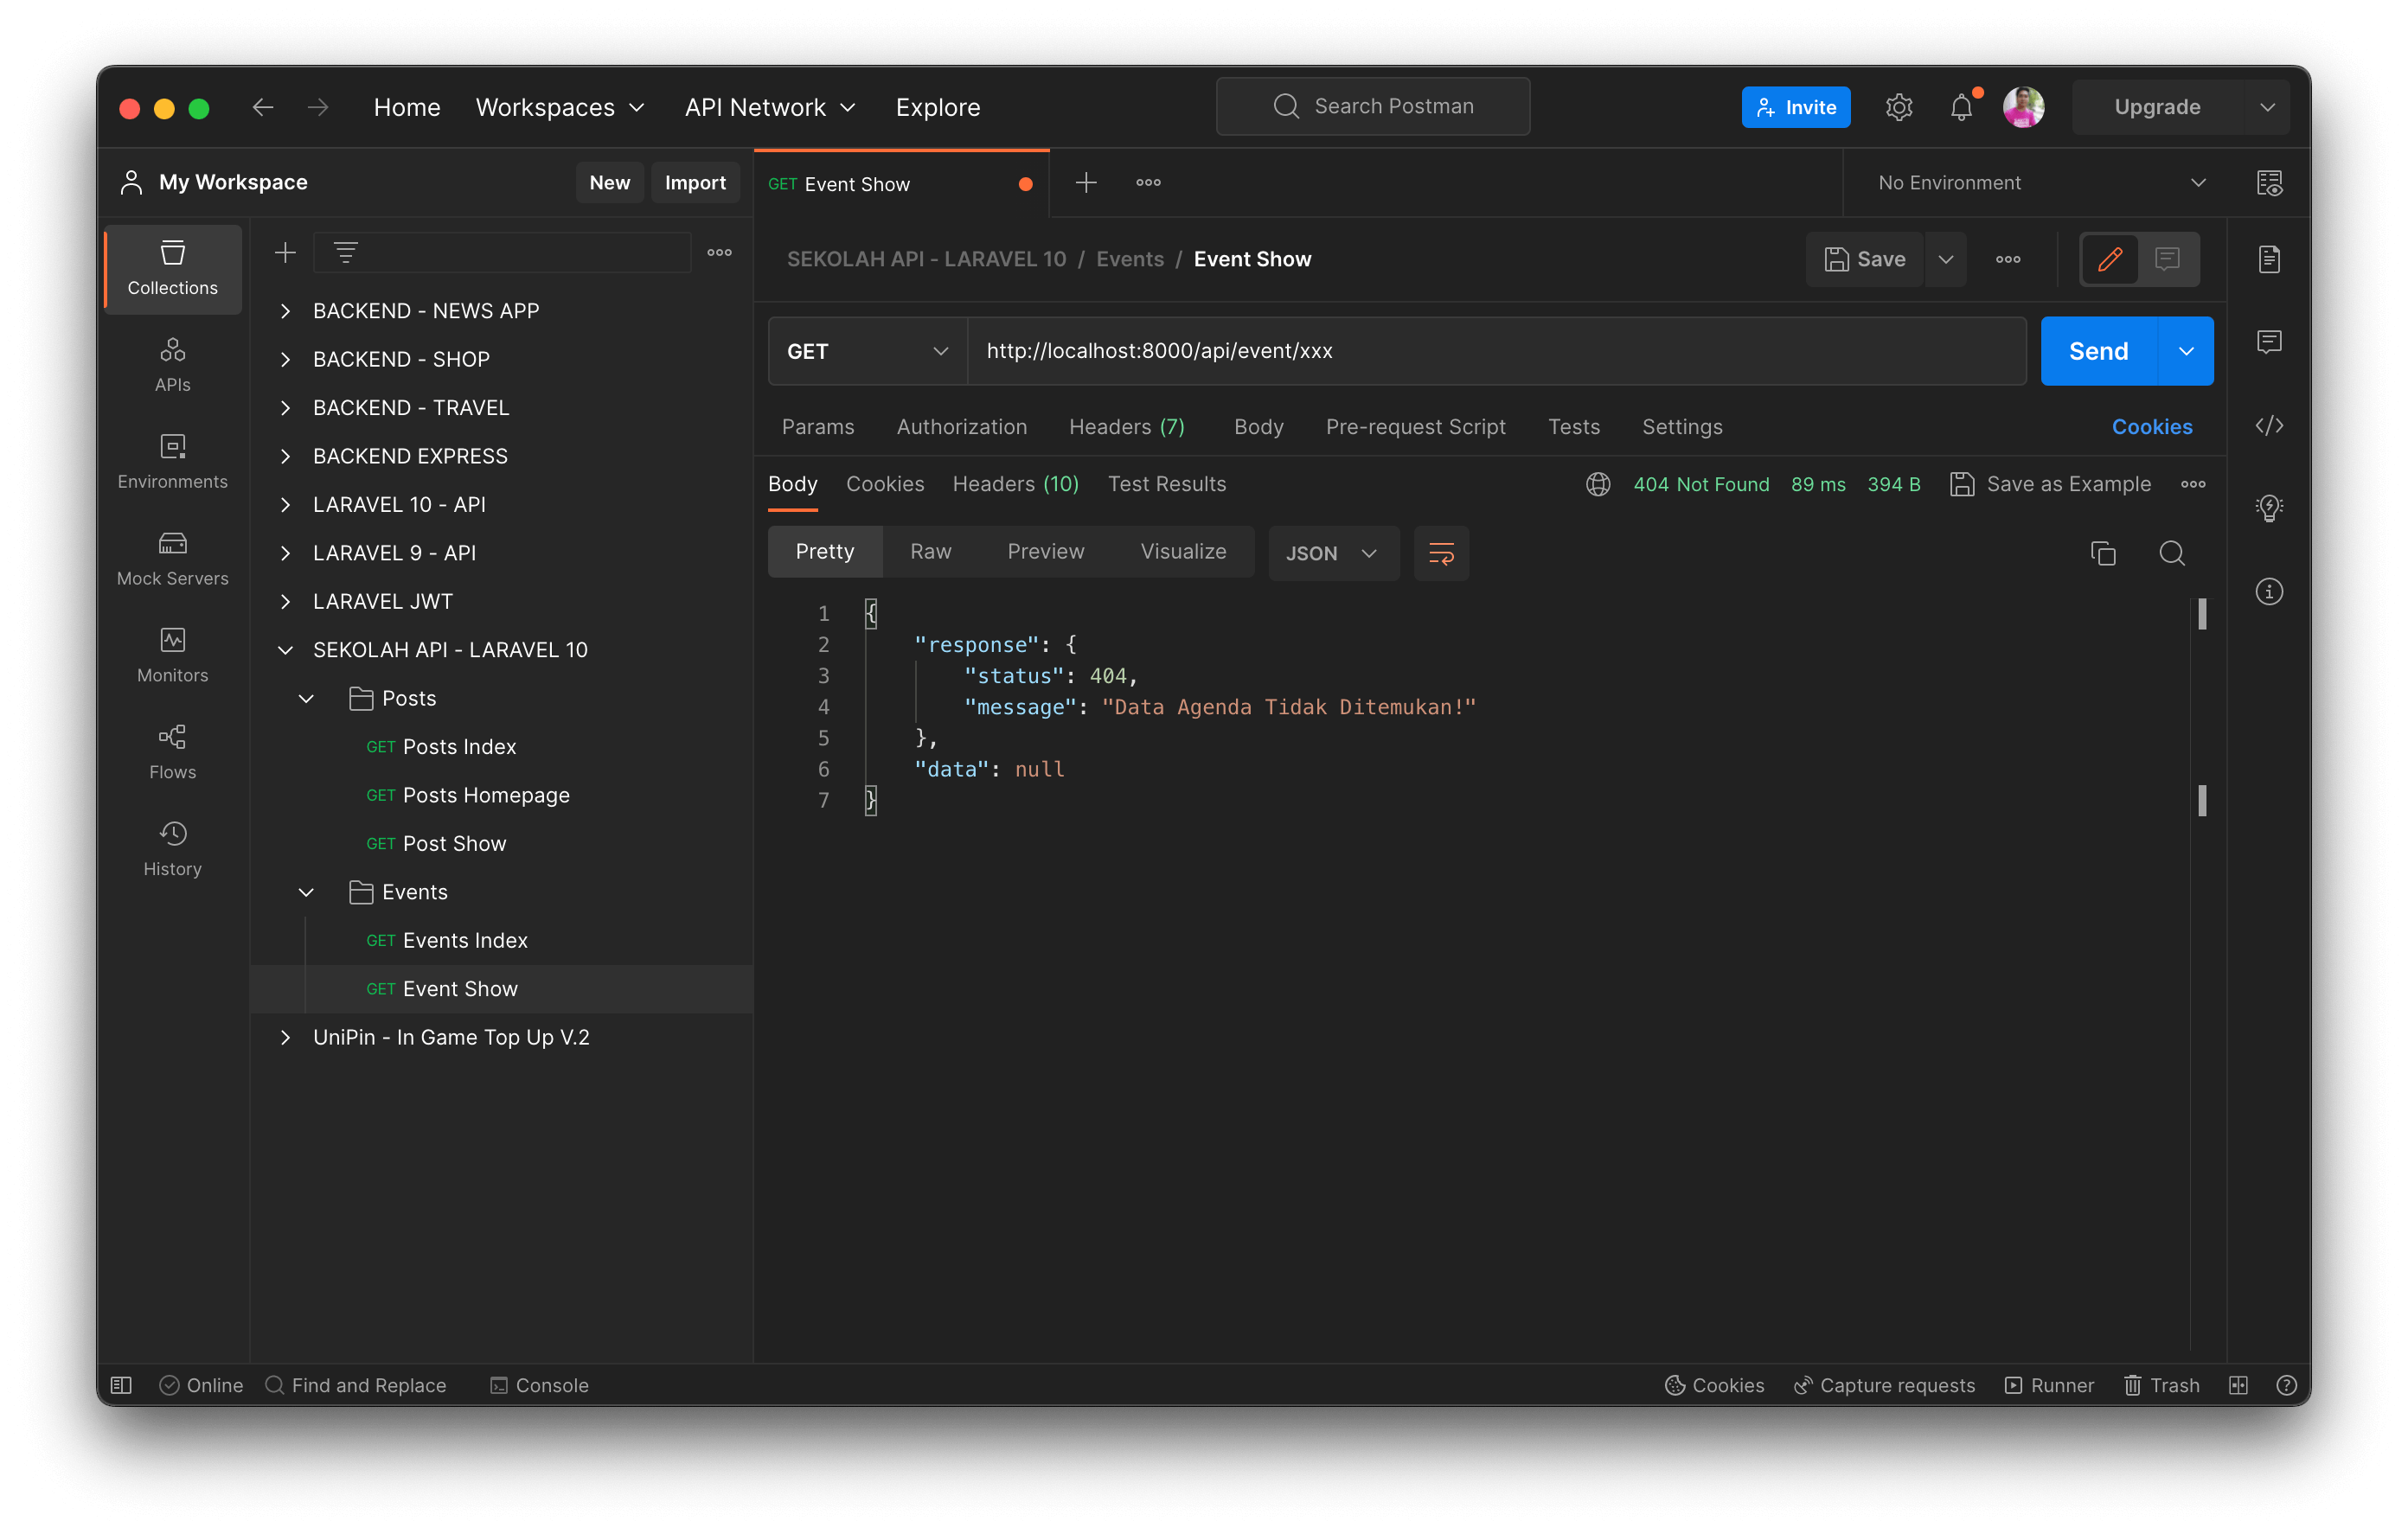 Home Workspaces API Network Explore Search Postman Invite Upgrade
My Workspace New Import
GET Event Show No Environment
Collections
APIs
Environments
Mock Servers
Monitors
Flows
History
BACKEND - NEWS APP
BACKEND - SHOP
BACKEND - TRAVEL
BACKEND EXPRESS
LARAVEL 10 - API
LARAVEL 9 - API
LARAVEL JWT
SEKOLAH API - LARAVEL 10
Posts
GET Posts Index
GET Posts Homepage
GET Post Show
Events
GET Events Index
GET Event Show
UniPin - In Game Top Up V.2
SEKOLAH API - LARAVEL 10 / Events / Event Show Save
GET http://localhost:8000/api/event/xxx Send
Params Authorization Headers (7) Body Pre-request Script Tests Settings Cookies
Body Cookies Headers (10) Test Results 404 Not Found 89 ms 394 B Save as Example
Pretty Raw Preview Visualize JSON
1 {
2 "response": {
3 "status": 404,
4 "message": "Data Agenda Tidak Ditemukan!"
5 },
6 "data": null
7 }
Online Find and Replace Console Cookies Capture requests Runner Trash